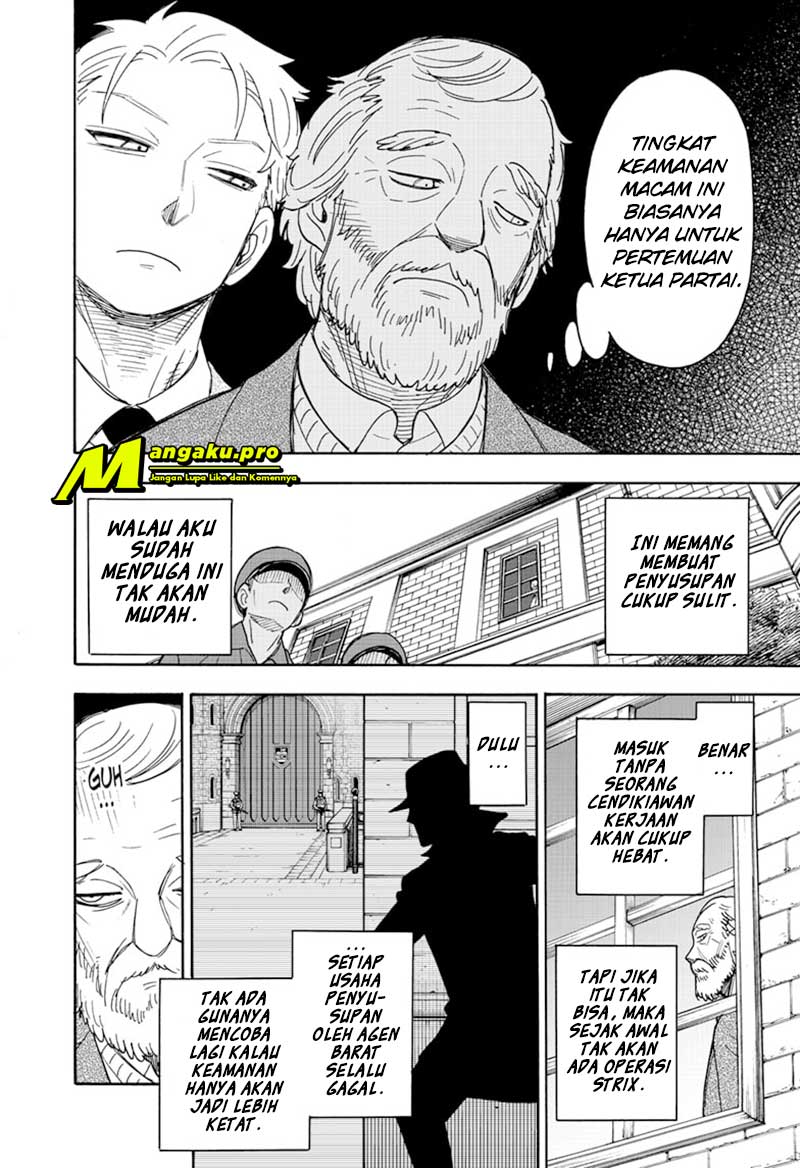 TINGKAT
KEAMANAN
MACAM INI
BIASANYA
HANYA UNTUK
PERTEMUAN
KETUA PARTAI.
Mangaku.pro
Jangan Lupa Like dan Komennya
INI MEMANG
MEMBUAT
PENYUSUPAN
CUKUP SULIT.
WALAU AKU
SUDAH
MENDUGA INI
TAK AKAN
MUDAH.
BENAR
...
MASUK
TANPA
SEORANG
CENDIKIAWAN
KERJAAN
AKAN CUKUP
HEBAT.
TAPI JIKA
ITU TAK
BISA, MAKA
SEJAK AWAL
TAK AKAN
ADA OPERASI
STRIX.
DULU
...
...
SETIAP
USAHA
PENYU-
SUPAN
OLEH AGEN
BARAT
SELALU
GAGAL.
TAK ADA
GUNANYA
MENCOBA
LAGI KALAU
KEAMANAN
HANYA AKAN
JADI LEBIH
KETAT.
GUH
...